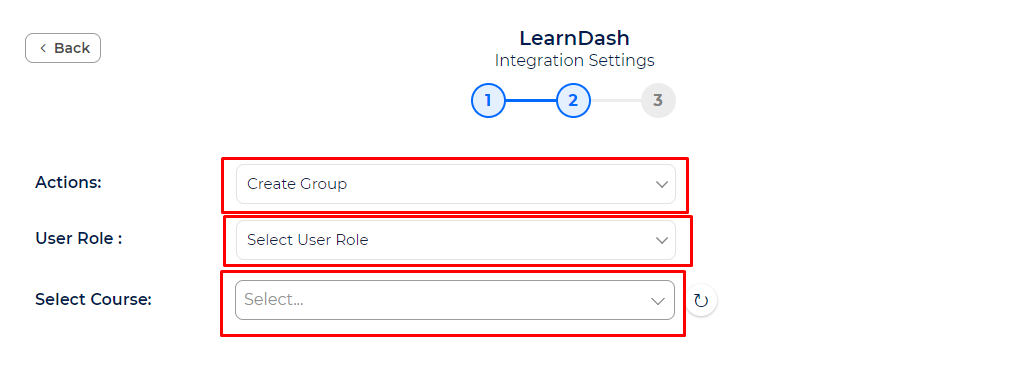 Back
LearnDash
Integration Settings
1 2 3
Actions: Create Group
User Role : Select User Role
Select Course: Select...